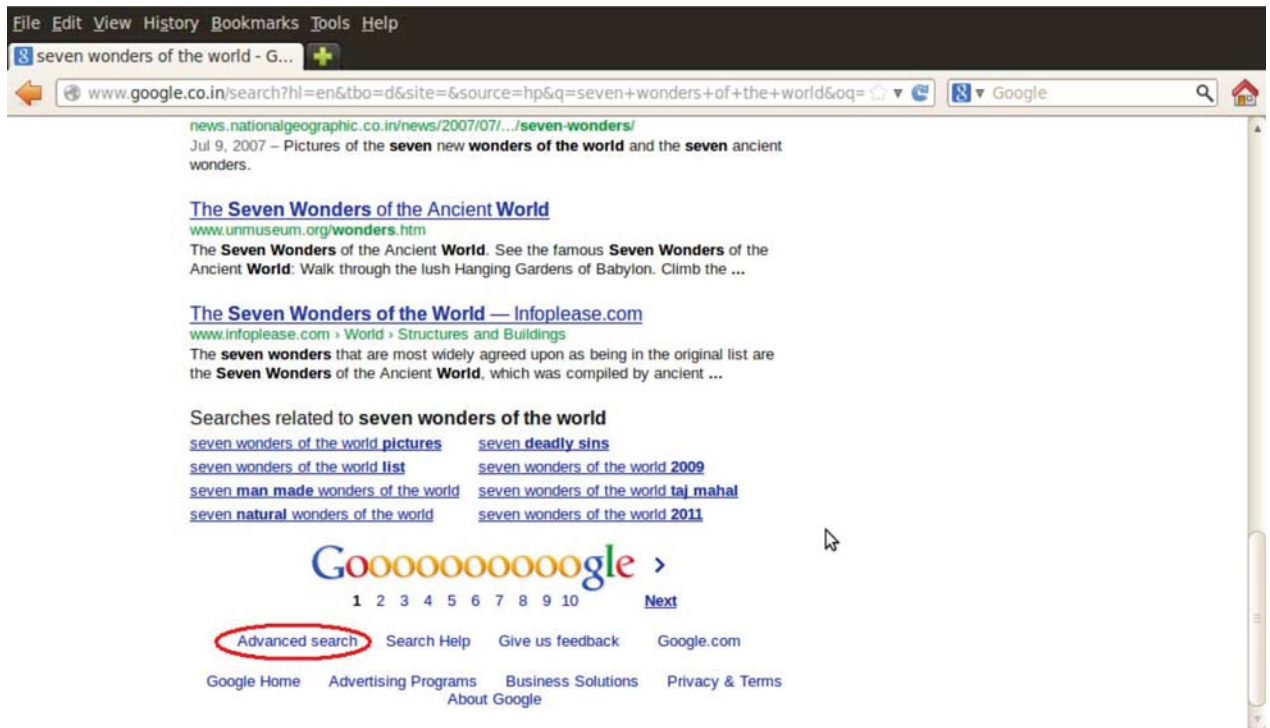 File Edit View History Bookmarks Tools Help
seven wonders of the world - G...
www.google.co.in/search?hl=en&tbo=d&site=&source=hp&q=seven+wonders+of+the+world&oq= Google
news.nationalgeographic.co.in/news/2007/07/.../seven-wonders/
Jul 9, 2007 – Pictures of the seven new wonders of the world and the seven ancient
wonders.
The Seven Wonders of the Ancient World
www.unmuseum.org/wonders.htm
The Seven Wonders of the Ancient World. See the famous Seven Wonders of the
Ancient World: Walk through the lush Hanging Gardens of Babylon. Climb the ...
The Seven Wonders of the World — Infoplease.com
www.infoplease.com › World › Structures and Buildings
The seven wonders that are most widely agreed upon as being in the original list are
the Seven Wonders of the Ancient World, which was compiled by ancient ...
Searches related to seven wonders of the world
seven wonders of the world pictures seven deadly sins
seven wonders of the world list seven wonders of the world 2009
seven man made wonders of the world seven wonders of the world taj mahal
seven natural wonders of the world seven wonders of the world 2011
Goooooooooogle >
1 2 3 4 5 6 7 8 9 10 Next
Advanced search Search Help Give us feedback Google.com
Google Home Advertising Programs Business Solutions Privacy & Terms
About Google